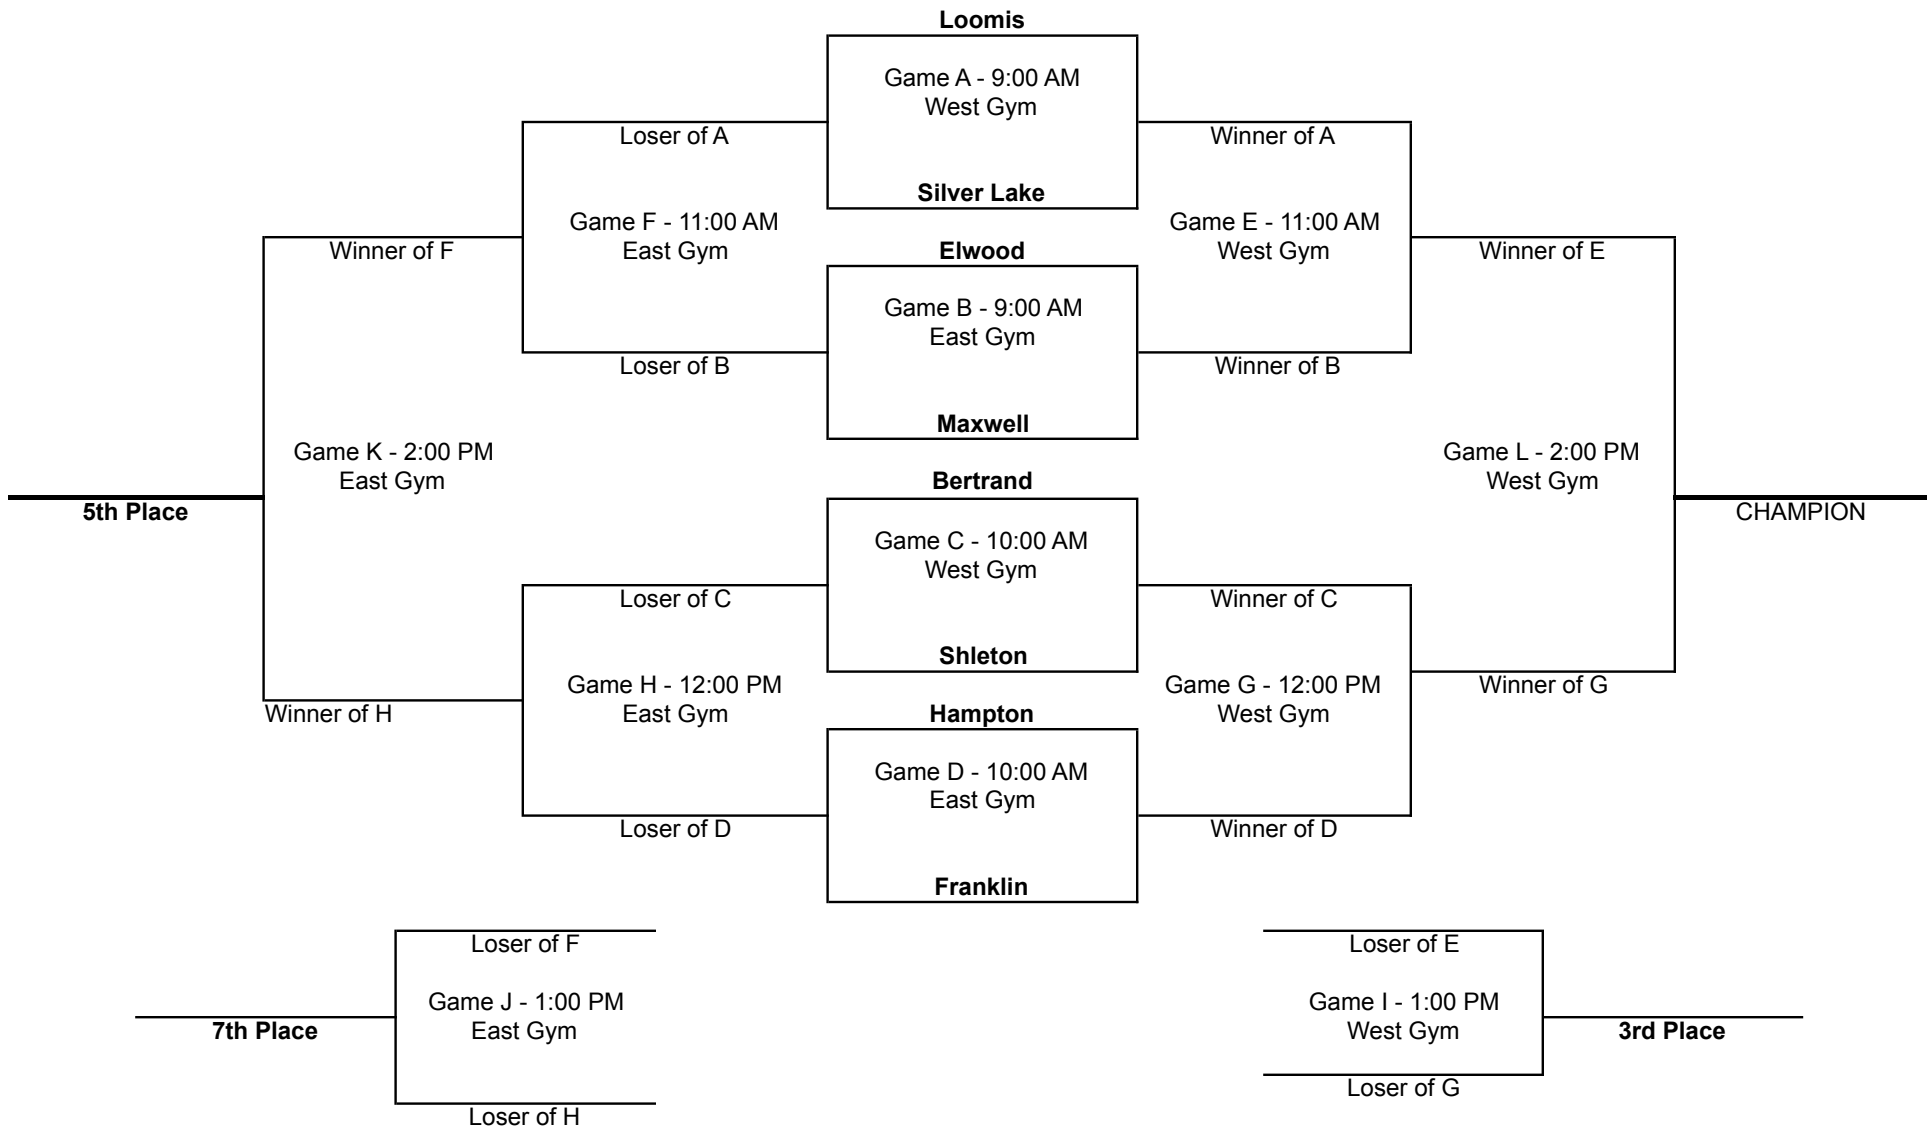 Loomis
Game A - 9:00 AM
West Gym
Loser of A
Winner of A
Silver Lake
Game F - 11:00 AM
East Gym
Game E - 11:00 AM
West Gym
Winner of F
Elwood
Winner of E
Game B - 9:00 AM
East Gym
Loser of B
Winner of B
Maxwell
Game K - 2:00 PM
East Gym
Game L - 2:00 PM
West Gym
Bertrand
5th Place
CHAMPION
Game C - 10:00 AM
West Gym
Loser of C
Winner of C
Shleton
Game H - 12:00 PM
East Gym
Game G - 12:00 PM
West Gym
Winner of H
Hampton
Winner of G
Game D - 10:00 AM
East Gym
Loser of D
Winner of D
Franklin
Loser of F
Loser of E
Game J - 1:00 PM
East Gym
Game I - 1:00 PM
West Gym
7th Place
3rd Place
Loser of G
Loser of H